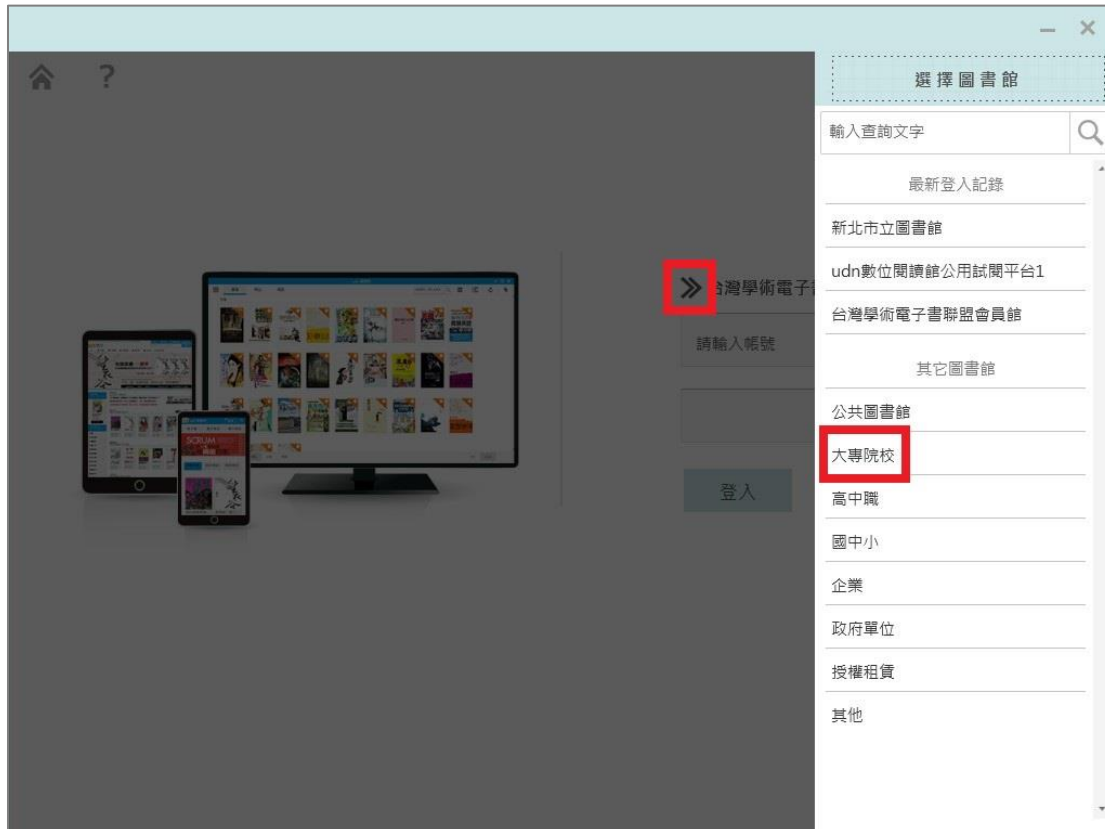 ?
選擇圖書館
輸入查詢文字
最新登入記錄
新北市立圖書館
udn數位閱讀館公用試閱平台1
台灣學術電子書聯盟會員館
其它圖書館
公共圖書館
大專院校
高中職
國中小
企業
政府單位
授權租賃
其他
台灣學術電子
請輸入帳號
登入
SCRUM